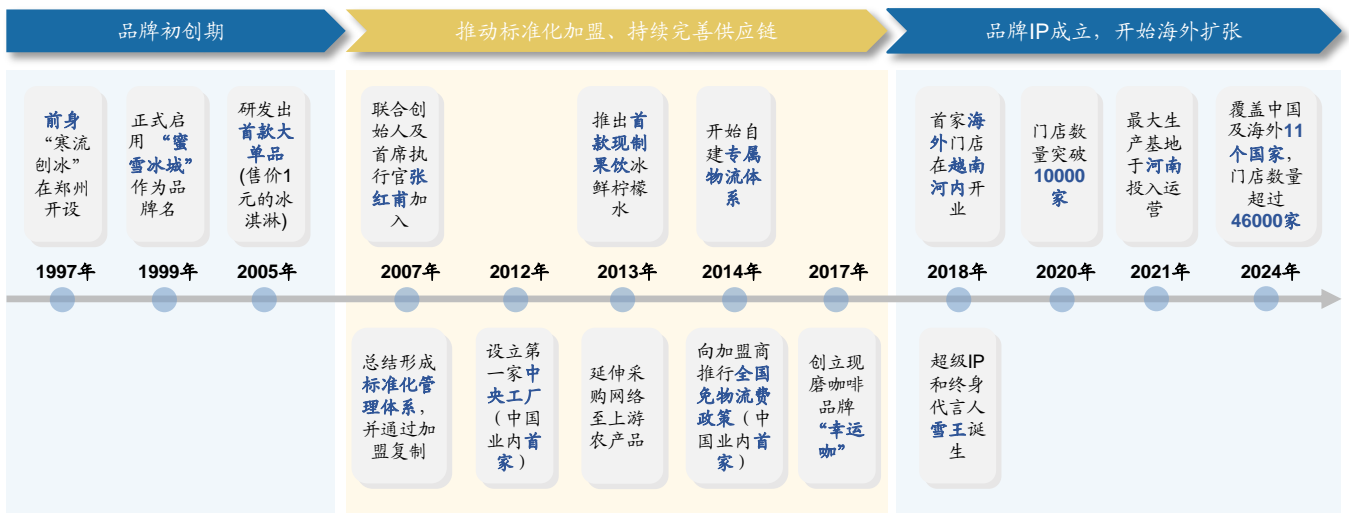 品牌初创期
推动标准化加盟、持续完善供应链
品牌IP成立，开始海外扩张
前身
“寒流
刨冰”
在郑州
开设
正式启
用 “蜜
雪冰城”
作为品
牌名
研发出
首款大
单品
(售价1
元的冰
淇淋)
联合创
始人及
首席执
行官张
红甫加
入
推出首
款现制
果饮冰
鲜柠檬
水
开始自
建专属
物流体
系
首家海
外门店
在越南
河内开
业
门店数
量突破
10000
家
最大生
产基地
于河南
投入运
营
覆盖中国
及海外11
个国家，
门店数量
超过
46000家
1997年
1999年
2005年
2007年
2012年
2013年
2014年
2017年
2018年
2020年
2021年
2024年
总结形成
标准化管
理体系，
并通过加
盟复制
设立第
一家中
央工厂
（中国
业内首
家）
延伸采
购网络
至上游
农产品
向加盟商
推行全国
免物流费
政策（中
国业内首
家）
创立现
磨咖啡
品牌
“幸运
咖”
超级IP
和终身
代言人
雪王诞
生